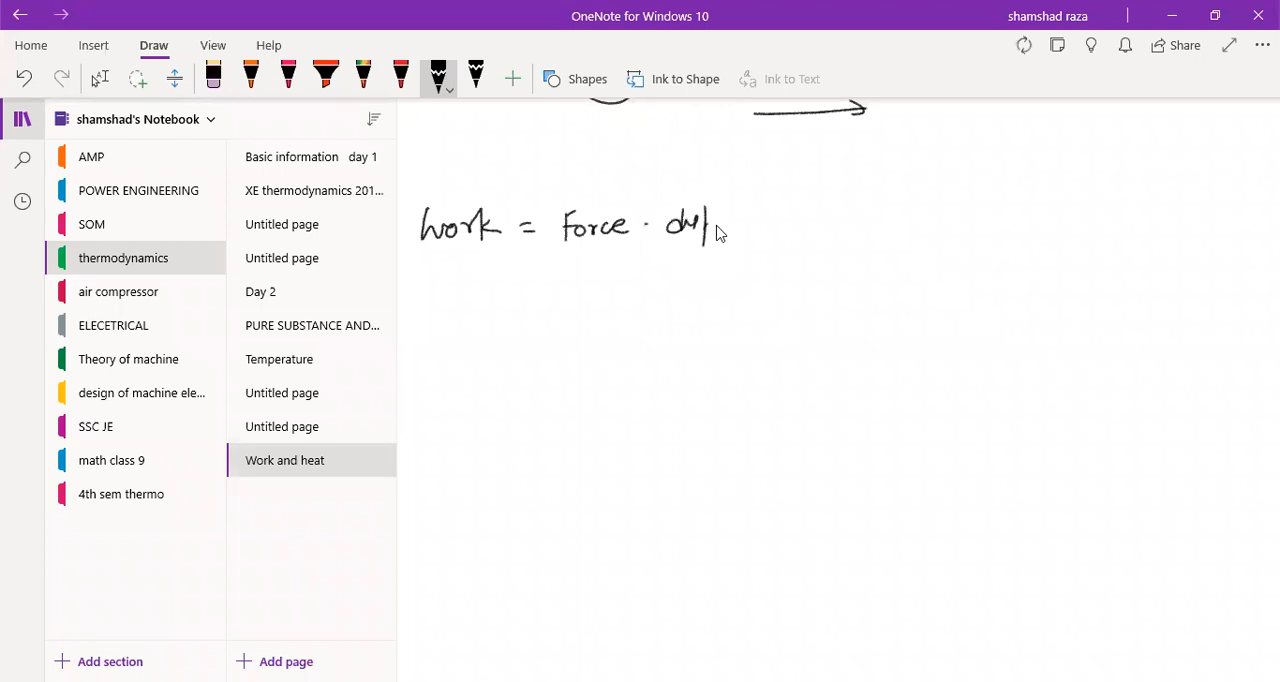 OneNote for Windows 10
shamshad raza
Home Insert Draw View Help
Share
Shapes Ink to Shape Ink to Text
shamshad's Notebook
AMP
POWER ENGINEERING
SOM
thermodynamics
air compressor
ELECETRICAL
Theory of machine
design of machine ele...
SSC JE
math class 9
4th sem thermo
Add section
Basic information day 1
XE thermodynamics 201...
Untitled page
Untitled page
Day 2
PURE SUBSTANCE AND...
Temperature
Untitled page
Untitled page
Work and heat
Add page
Work = Force ·